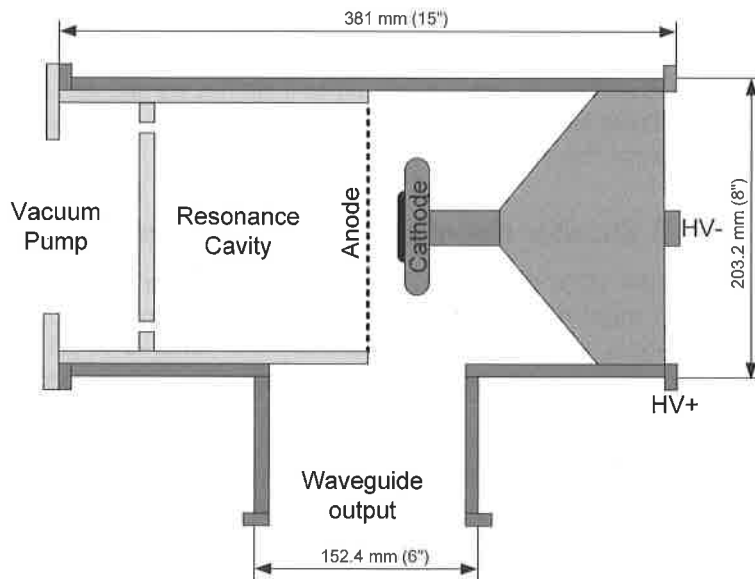 381 mm (15")
Vacuum
Pump
Resonance
Cavity
Anode
Cathode
HV-
203.2 mm (8")
HV+
Waveguide
output
152.4 mm (6")